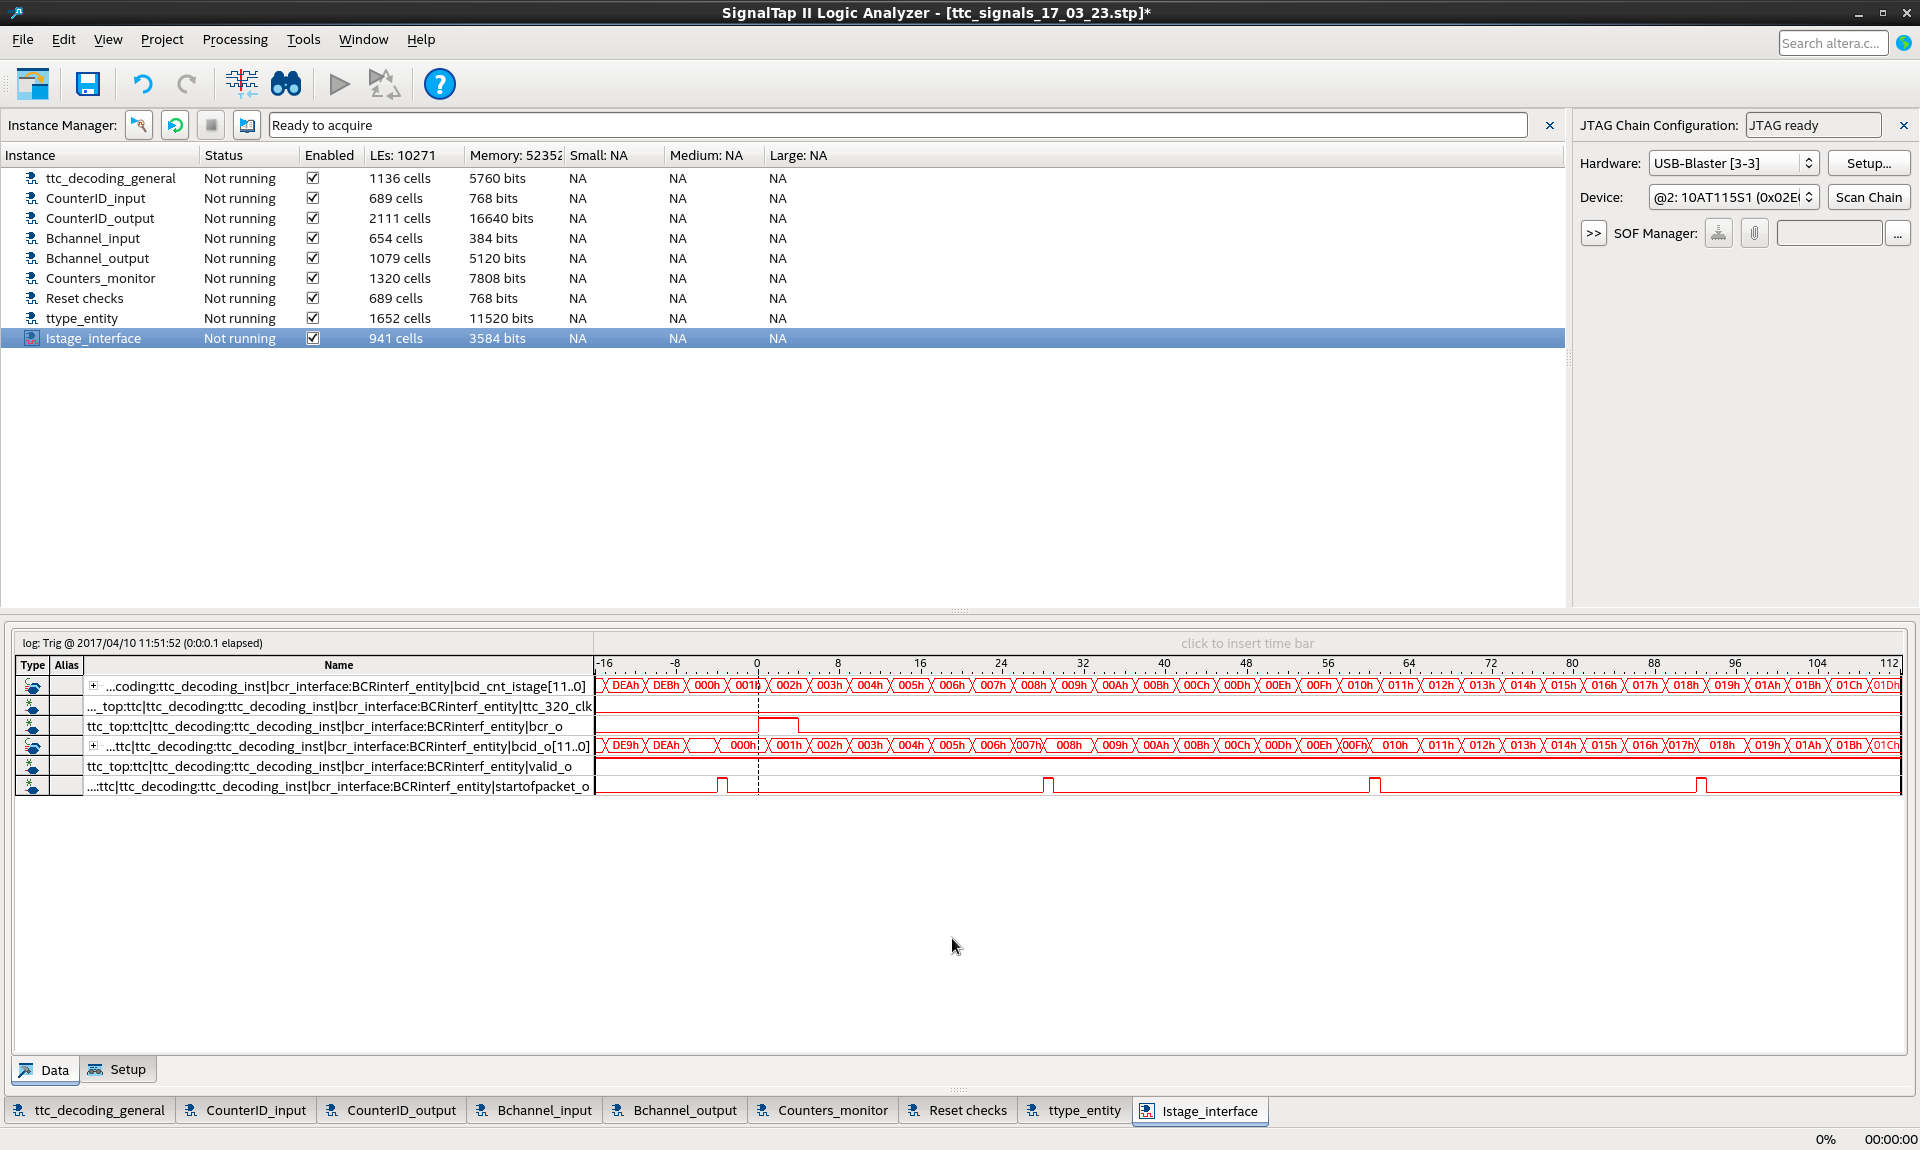 SignalTap II Logic Analyzer - [ttc_signals_17_03_23.stp]*
File Edit View Project Processing Tools Window Help
Search altera.c...
Instance Manager: Ready to acquire
JTAG Chain Configuration: JTAG ready
Instance Status Enabled LEs: 10271 Memory: 52352 Small: NA Medium: NA Large: NA
ttc_decoding_general Not running 1136 cells 5760 bits NA NA NA
CounterID_input Not running 689 cells 768 bits NA NA NA
CounterID_output Not running 2111 cells 16640 bits NA NA NA
Bchannel_input Not running 654 cells 384 bits NA NA NA
Bchannel_output Not running 1079 cells 5120 bits NA NA NA
Counters_monitor Not running 1320 cells 7808 bits NA NA NA
Reset checks Not running 689 cells 768 bits NA NA NA
ttype_entity Not running 1652 cells 11520 bits NA NA NA
Istage_interface Not running 941 cells 3584 bits NA NA NA
Hardware: USB-Blaster [3-3] Setup...
Device: @2: 10AT115S1 (0x02E( Scan Chain
>> SOF Manager: ...
log: Trig @ 2017/04/10 11:51:52 (0:0:0.1 elapsed) click to insert time bar
Type Alias Name -16 -8 0 8 16 24 32 40 48 56 64 72 80 88 96 104 112
...coding:ttc_decoding_inst|bcr_interface:BCRinterf_entity|bcid_cnt_istage[11..0] DEAh DEBh 000h 001h 002h 003h 004h 005h 006h 007h 008h 009h 00Ah 00Bh 00Ch 00Dh 00Eh 00Fh 010h 011h 012h 013h 014h 015h 016h 017h 018h 019h 01Ah 01Bh 01Ch 01Dh
..._top:ttc|ttc_decoding:ttc_decoding_inst|bcr_interface:BCRinterf_entity|ttc_320_clk
ttc_top:ttc|ttc_decoding:ttc_decoding_inst|bcr_interface:BCRinterf_entity|bcr_o
...ttc|ttc_decoding:ttc_decoding_inst|bcr_interface:BCRinterf_entity|bcid_o[11..0] DE9h DEAh 000h 001h 002h 003h 004h 005h 006h 007h 008h 009h 00Ah 00Bh 00Ch 00Dh 00Eh 00Fh 010h 011h 012h 013h 014h 015h 016h 017h 018h 019h 01Ah 01Bh 01Ch
ttc_top:ttc|ttc_decoding:ttc_decoding_inst|bcr_interface:BCRinterf_entity|valid_o
...:ttc|ttc_decoding:ttc_decoding_inst|bcr_interface:BCRinterf_entity|startofpacket_o
Data Setup
ttc_decoding_general CounterID_input CounterID_output Bchannel_input Bchannel_output Counters_monitor Reset checks ttype_entity Istage_interface
0% 00:00:00